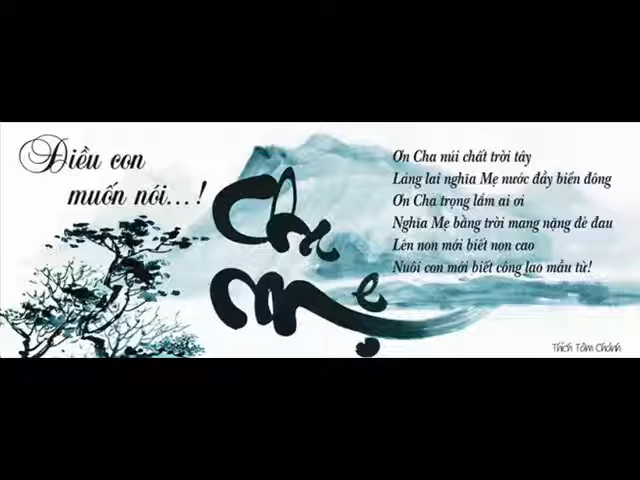 Điều con
muốn nói...!
Cha
Mẹ
Ơn Cha núi chất trời tây
Láng lai nghĩa Mẹ nước đầy biển đông
Ơn Cha trọng lắm ai ơi
Nghĩa Mẹ bằng trời mang nặng đẻ đau
Lên non mới biết non cao
Nuôi con mới biết công lao mẫu từ!
Thích Tâm Chánh